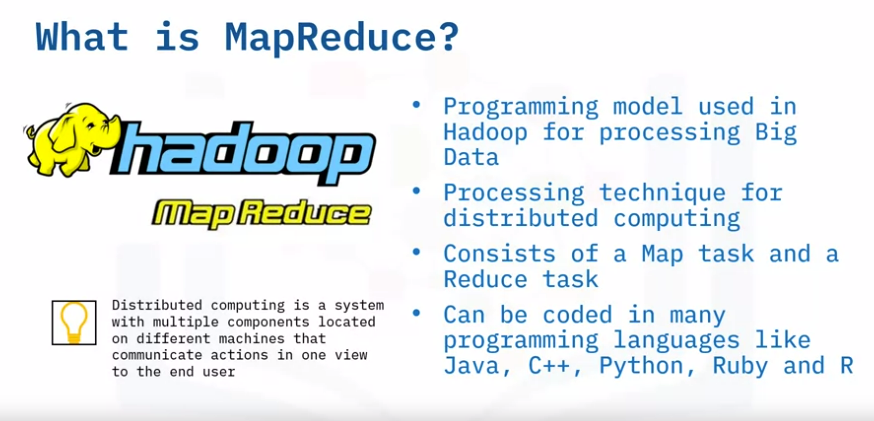 What is MapReduce?
hadoop
Map Reduce
Distributed computing is a system
with multiple components located
on different machines that
communicate actions in one view
to the end user
• Programming model used in
Hadoop for processing Big
Data
• Processing technique for
distributed computing
• Consists of a Map task and a
Reduce task
• Can be coded in many
programming languages like
Java, C++, Python, Ruby and R